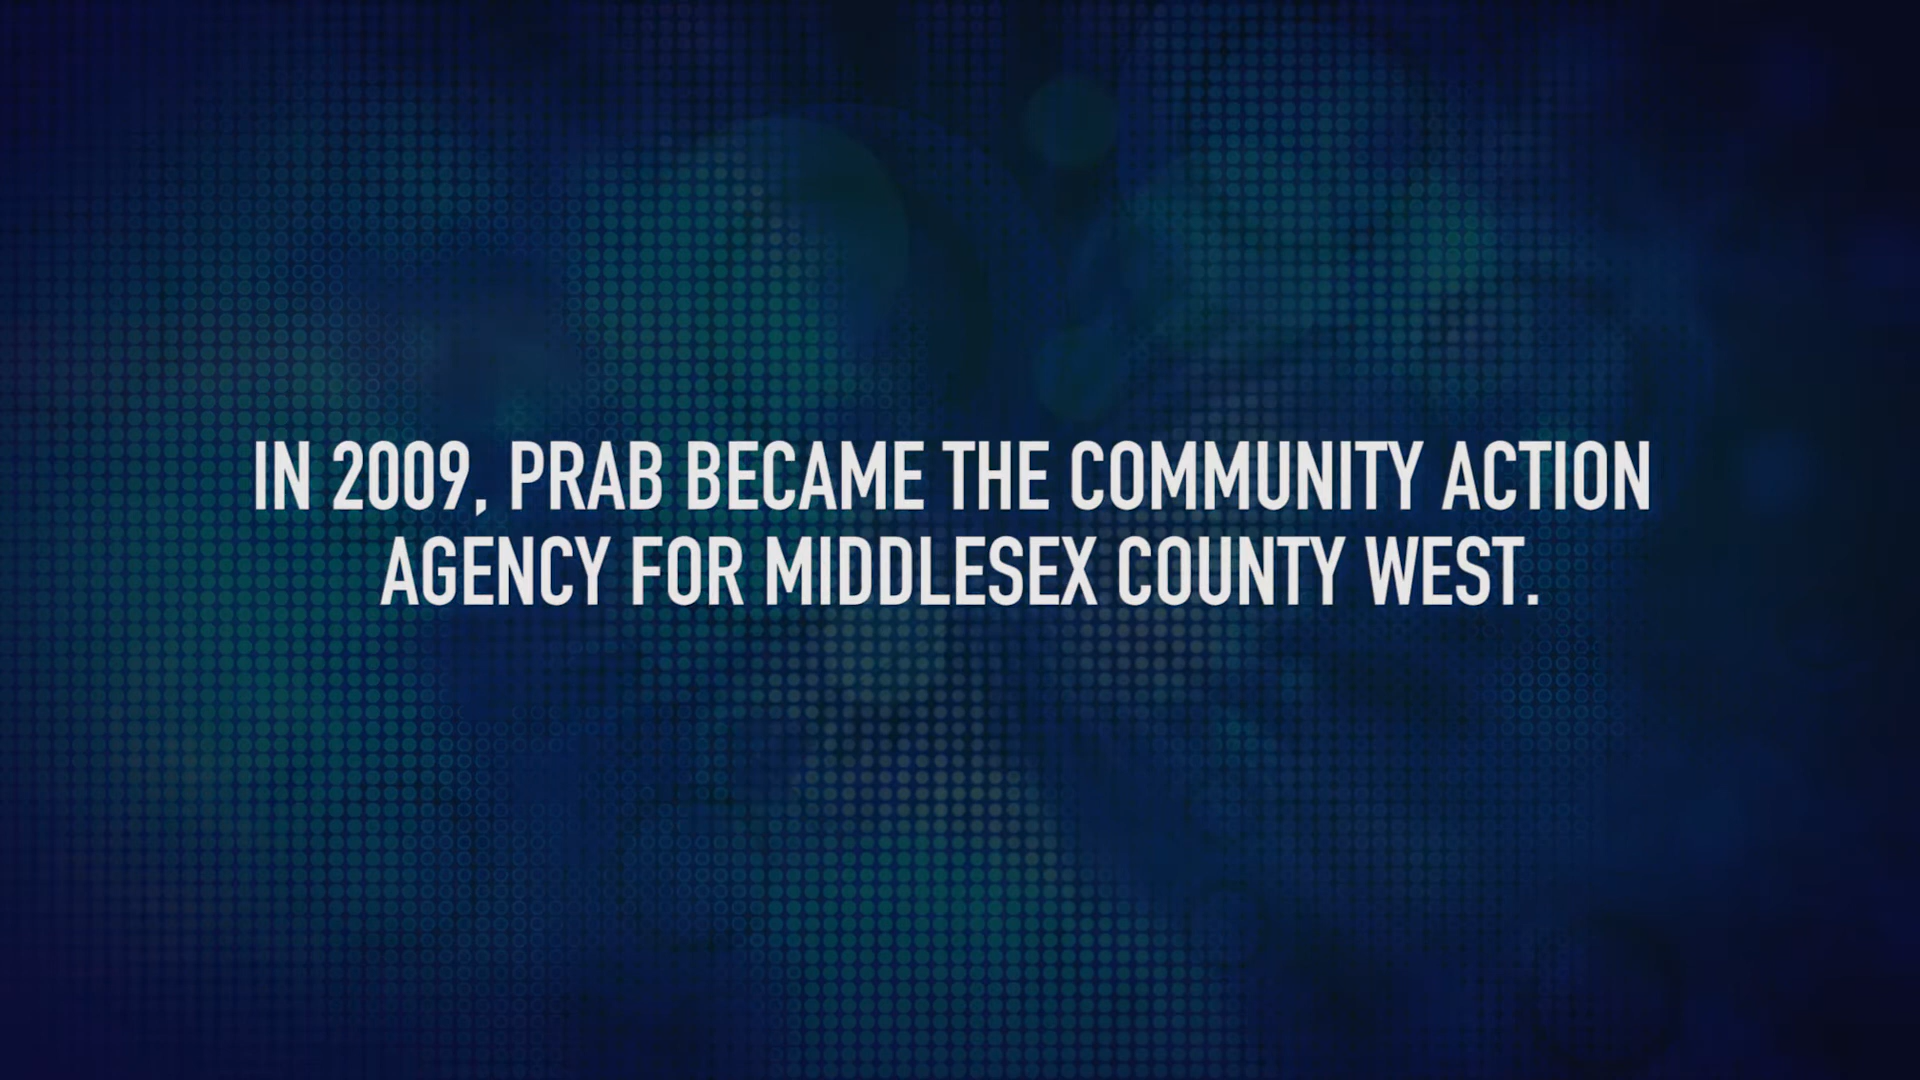 IN 2009, PRAB BECAME THE COMMUNITY ACTION
AGENCY FOR MIDDLESEX COUNTY WEST.